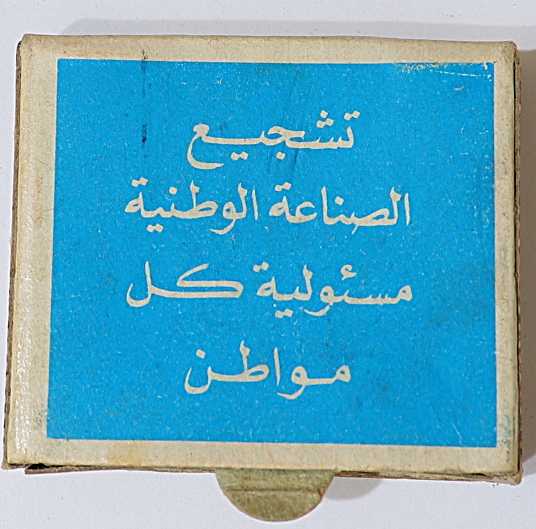 تشجيع
الصناعة الوطنية
مسئولية كل
مواطن